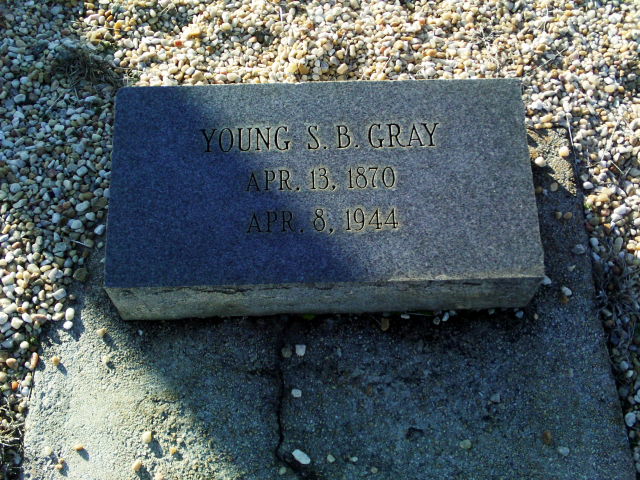 YOUNG S. B. GRAY
APR. 13, 1870
APR. 8, 1944